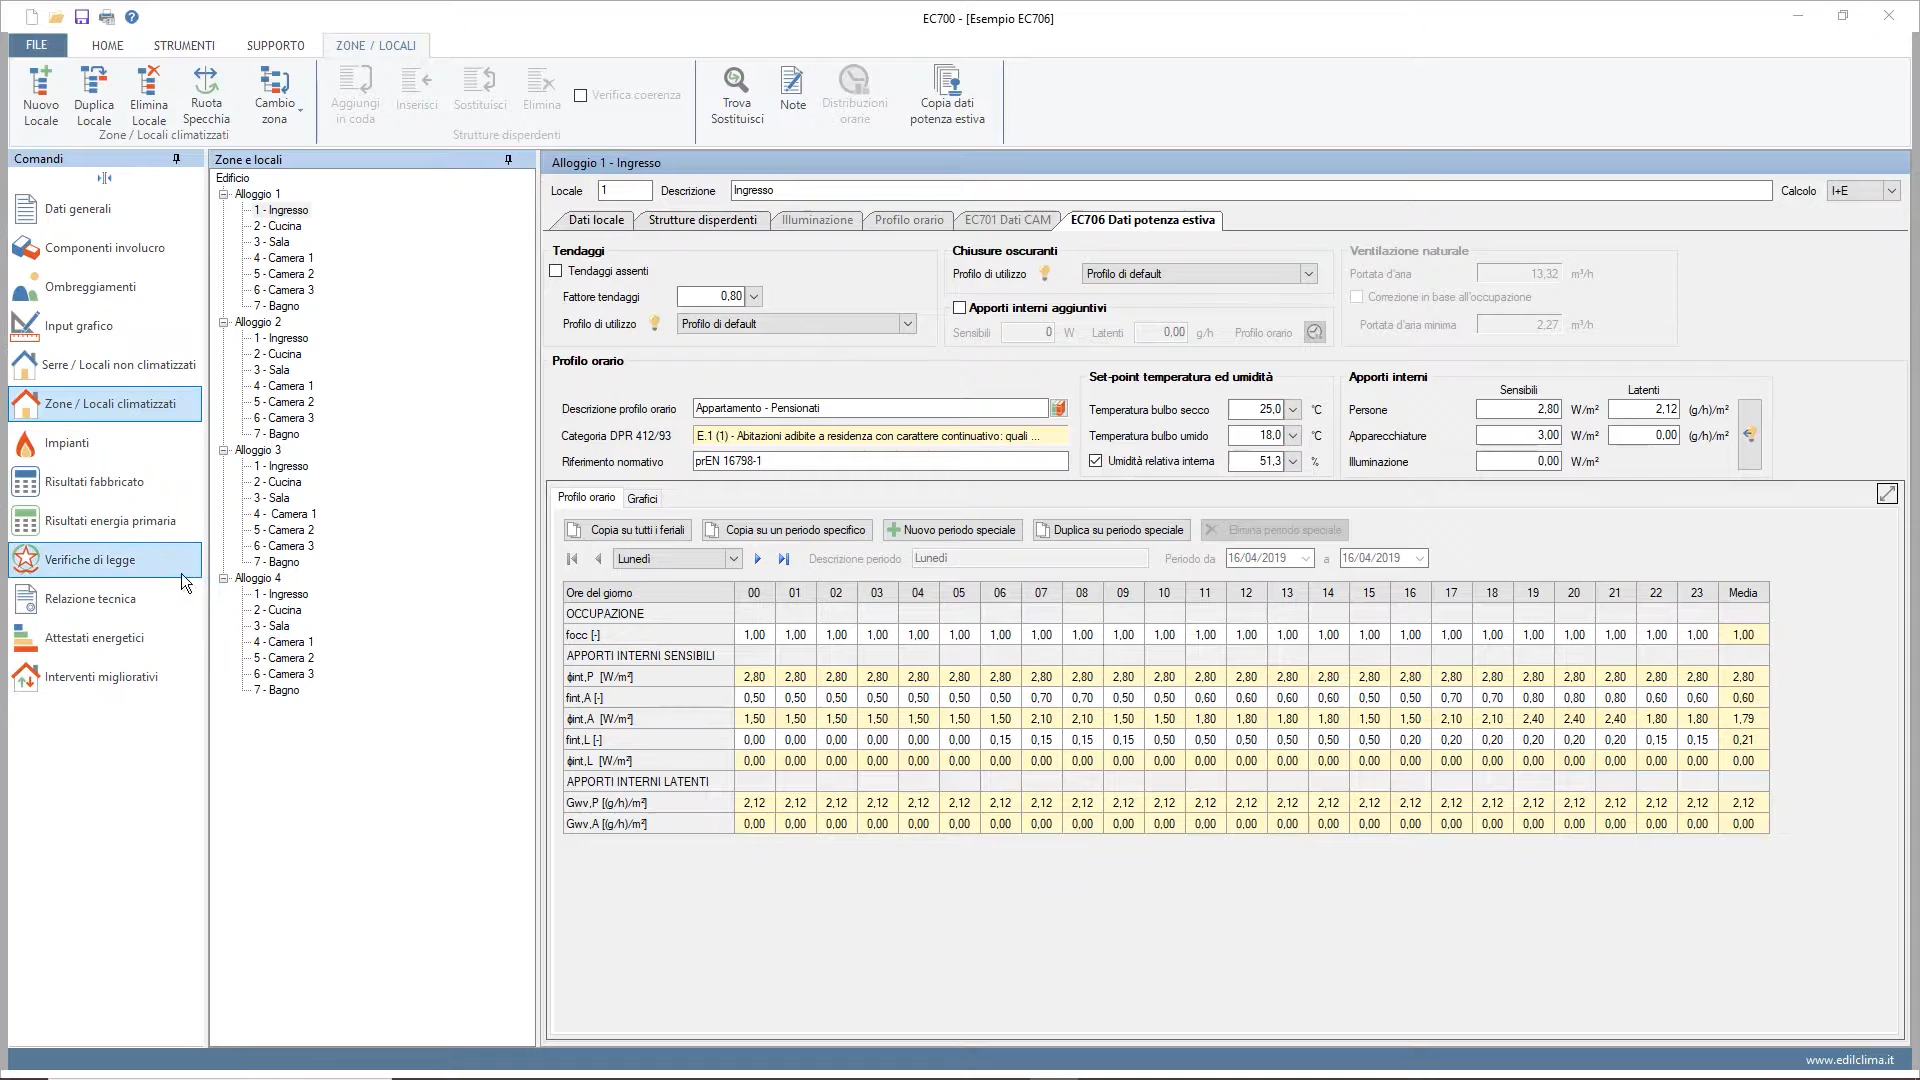 EC700 - [Esempio EC706]
FILE HOME STRUMENTI SUPPORTO ZONE / LOCALI
Nuovo Locale
Duplica Locale
Elimina Locale
Ruota Specchia
Cambio zona
Zone / Locali climatizzati
Aggiungi in coda
Inserisci
Sostituisci
Elimina
Verifica coerenza
Strutture disperdenti
Trova Sostituisci
Note
Distribuzioni orarie
Copia dati potenza estiva
Comandi
Dati generali
Componenti involucro
Ombreggiamenti
Input grafico
Serre / Locali non climatizzati
Zone / Locali climatizzati
Impianti
Risultati fabbricato
Risultati energia primaria
Verifiche di legge
Relazione tecnica
Attestati energetici
Interventi migliorativi
Zone e locali
Edificio
Alloggio 1
1 - Ingresso
2 - Cucina
3 - Sala
4 - Camera 1
5 - Camera 2
6 - Camera 3
7 - Bagno
Alloggio 2
1 - Ingresso
2 - Cucina
3 - Sala
4 - Camera 1
5 - Camera 2
6 - Camera 3
7 - Bagno
Alloggio 3
1 - Ingresso
2 - Cucina
3 - Sala
4 - Camera 1
5 - Camera 2
6 - Camera 3
7 - Bagno
Alloggio 4
1 - Ingresso
2 - Cucina
3 - Sala
4 - Camera 1
5 - Camera 2
6 - Camera 3
7 - Bagno
Alloggio 1 - Ingresso
Locale 1 Descrizione Ingresso Calcolo I+E
Dati locale Strutture disperdenti Illuminazione Profilo orario EC701 Dati CAM EC706 Dati potenza estiva
Tendaggi
Tendaggi assenti
Fattore tendaggi 0,80
Profilo di utilizzo Profilo di default
Chiusure oscuranti
Profilo di utilizzo Profilo di default
Apporti interni aggiuntivi
Sensibili 0 W Latenti 0,00 g/h Profilo orario
Ventilazione naturale
Portata d'aria 13,32 m³/h
Correzione in base all'occupazione
Portata d'aria minima 2,27 m³/h
Profilo orario
Descrizione profilo orario Appartamento - Pensionati
Categoria DPR 412/93 E.1 (1) - Abitazioni adibite a residenza con carattere continuativo: quali ...
Riferimento normativo prEN 16798-1
Set-point temperatura ed umidità
Temperatura bulbo secco 25,0 °C
Temperatura bulbo umido 18,0 °C
Umidità relativa interna 51,3 %
Apporti interni
Sensibili Latenti
Persone 2,80 W/m² 2,12 (g/h)/m²
Apparecchiature 3,00 W/m² 0,00 (g/h)/m²
Illuminazione 0,00 W/m²
Profilo orario Grafici
Copia su tutti i feriali Copia su un periodo specifico Nuovo periodo speciale Duplica su periodo speciale Elimina periodo speciale
Lunedì Descrizione periodo Lunedì Periodo da 16/04/2019 a 16/04/2019
Ore del giorno 00 01 02 03 04 05 06 07 08 09 10 11 12 13 14 15 16 17 18 19 20 21 22 23 Media
OCCUPAZIONE
focc [-] 1,00 1,00 1,00 1,00 1,00 1,00 1,00 1,00 1,00 1,00 1,00 1,00 1,00 1,00 1,00 1,00 1,00 1,00 1,00 1,00 1,00 1,00 1,00 1,00 1,00
APPORTI INTERNI SENSIBILI
ϕint,P [W/m²] 2,80 2,80 2,80 2,80 2,80 2,80 2,80 2,80 2,80 2,80 2,80 2,80 2,80 2,80 2,80 2,80 2,80 2,80 2,80 2,80 2,80 2,80 2,80 2,80 2,80
fint,A [-] 0,50 0,50 0,50 0,50 0,50 0,50 0,50 0,70 0,70 0,50 0,50 0,60 0,60 0,60 0,60 0,50 0,50 0,70 0,70 0,80 0,80 0,80 0,60 0,60 0,60
ϕint,A [W/m²] 1,50 1,50 1,50 1,50 1,50 1,50 1,50 2,10 2,10 1,50 1,50 1,80 1,80 1,80 1,80 1,50 1,50 2,10 2,10 2,40 2,40 2,40 1,80 1,80 1,79
fint,L [-] 0,00 0,00 0,00 0,00 0,00 0,00 0,15 0,15 0,15 0,15 0,50 0,50 0,50 0,50 0,50 0,50 0,20 0,20 0,20 0,20 0,20 0,20 0,15 0,15 0,21
ϕint,L [W/m²] 0,00 0,00 0,00 0,00 0,00 0,00 0,00 0,00 0,00 0,00 0,00 0,00 0,00 0,00 0,00 0,00 0,00 0,00 0,00 0,00 0,00 0,00 0,00 0,00 0,00
APPORTI INTERNI LATENTI
Gwv,P [(g/h)/m²] 2,12 2,12 2,12 2,12 2,12 2,12 2,12 2,12 2,12 2,12 2,12 2,12 2,12 2,12 2,12 2,12 2,12 2,12 2,12 2,12 2,12 2,12 2,12 2,12 2,12
Gwv,A [(g/h)/m²] 0,00 0,00 0,00 0,00 0,00 0,00 0,00 0,00 0,00 0,00 0,00 0,00 0,00 0,00 0,00 0,00 0,00 0,00 0,00 0,00 0,00 0,00 0,00 0,00 0,00
www.edilclima.it